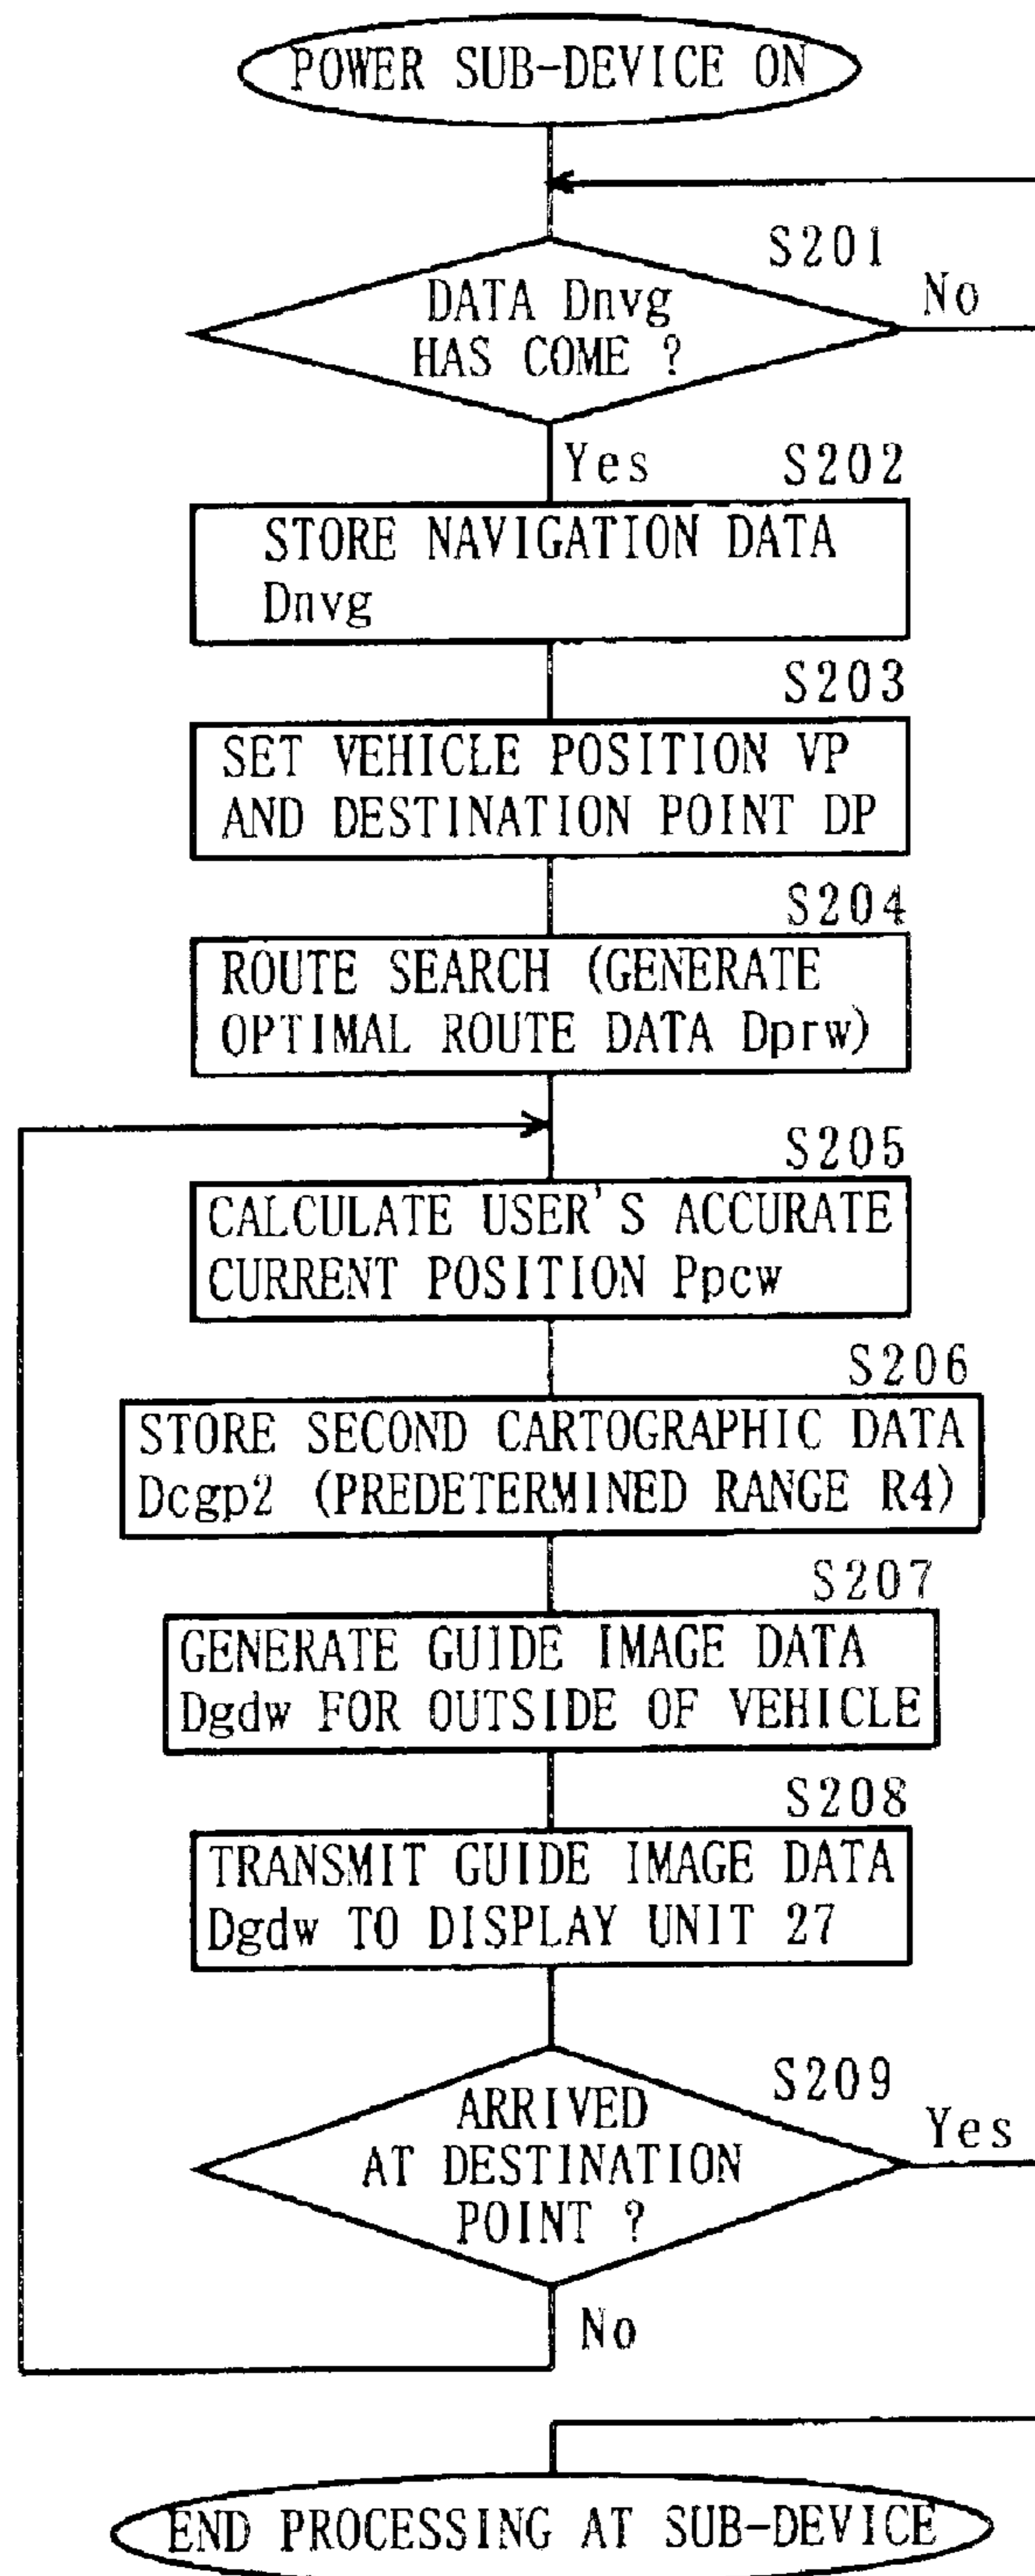 POWER SUB-DEVICE ON
S201
DATA Dnvg
HAS COME ?
No
Yes
S202
STORE NAVIGATION DATA
Dnvg
S203
SET VEHICLE POSITION VP
AND DESTINATION POINT DP
S204
ROUTE SEARCH (GENERATE
OPTIMAL ROUTE DATA Dprw)
S205
CALCULATE USER'S ACCURATE
CURRENT POSITION Ppcw
S206
STORE SECOND CARTOGRAPHIC DATA
Dcgp2 (PREDETERMINED RANGE R4)
S207
GENERATE GUIDE IMAGE DATA
Dgdw FOR OUTSIDE OF VEHICLE
S208
TRANSMIT GUIDE IMAGE DATA
Dgdw TO DISPLAY UNIT 27
S209
ARRIVED
AT DESTINATION
POINT ?
Yes
No
END PROCESSING AT SUB-DEVICE